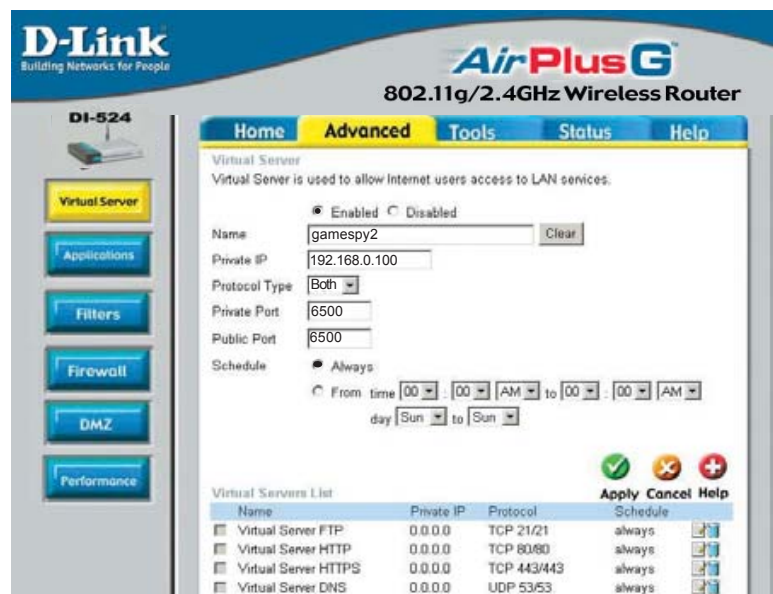 D-Link
Building Networks for People
AirPlus G
802.11g/2.4GHz Wireless Router
DI-524
Home Advanced Tools Status Help
Virtual Server
Applications
Filters
Firewall
DMZ
Performance
Virtual Server
Virtual Server is used to allow Internet users access to LAN services.
Enabled Disabled
Name gamespy2 Clear
Private IP 192.168.0.100
Protocol Type Both
Private Port 6500
Public Port 6500
Schedule Always
From time 00 : 00 AM to 00 : 00 AM
day Sun to Sun
Apply Cancel Help
Virtual Servers List
Name Private IP Protocol Schedule
Virtual Server FTP 0.0.0.0 TCP 21/21 always
Virtual Server HTTP 0.0.0.0 TCP 80/80 always
Virtual Server HTTPS 0.0.0.0 TCP 443/443 always
Virtual Server DNS 0.0.0.0 UDP 53/53 always